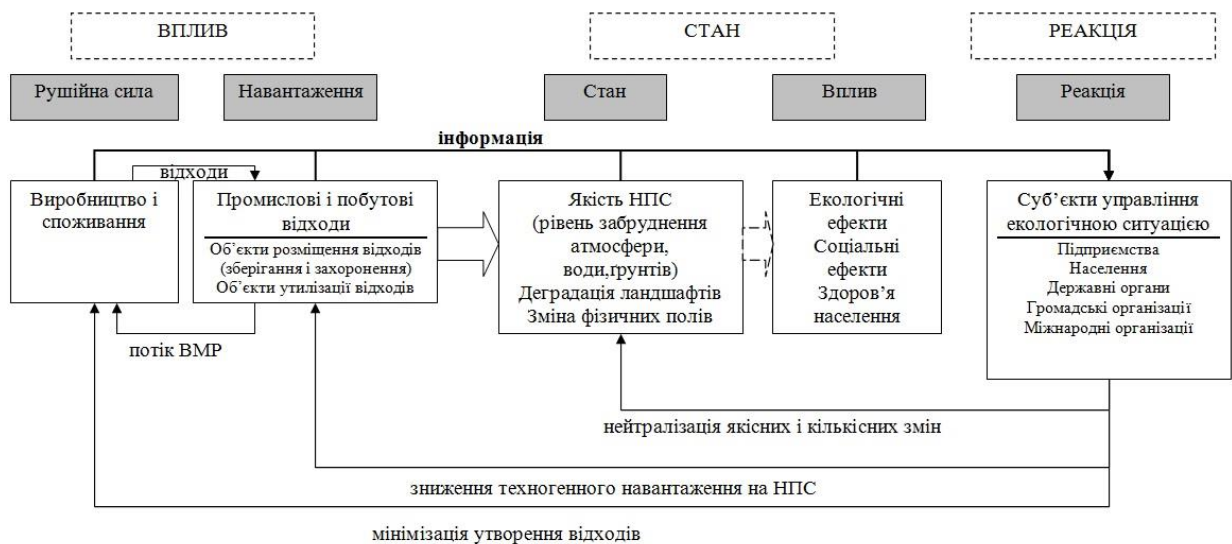 ВПЛИВ
СТАН
РЕАКЦІЯ
Рушійна сила
Навантаження
Стан
Вплив
Реакція
інформація
відходи
Виробництво і
споживання
Промислові і побутові
відходи
Об’єкти розміщення відходів
(зберігання і захоронення)
Об’єкти утилізації відходів
Якість НПС
(рівень забруднення
атмосфери,
води,ґрунтів)
Деградація ландшафтів
Зміна фізичних полів
Екологічні
ефекти
Соціальні
ефекти
Здоров’я
населення
Суб’єкти управління
екологічною ситуацією
Підприємства
Населення
Державні органи
Громадські організації
Міжнародні організації
потік ВМР
нейтралізація якісних і кількісних змін
зниження техногенного навантаження на НПС
мінімізація утворення відходів